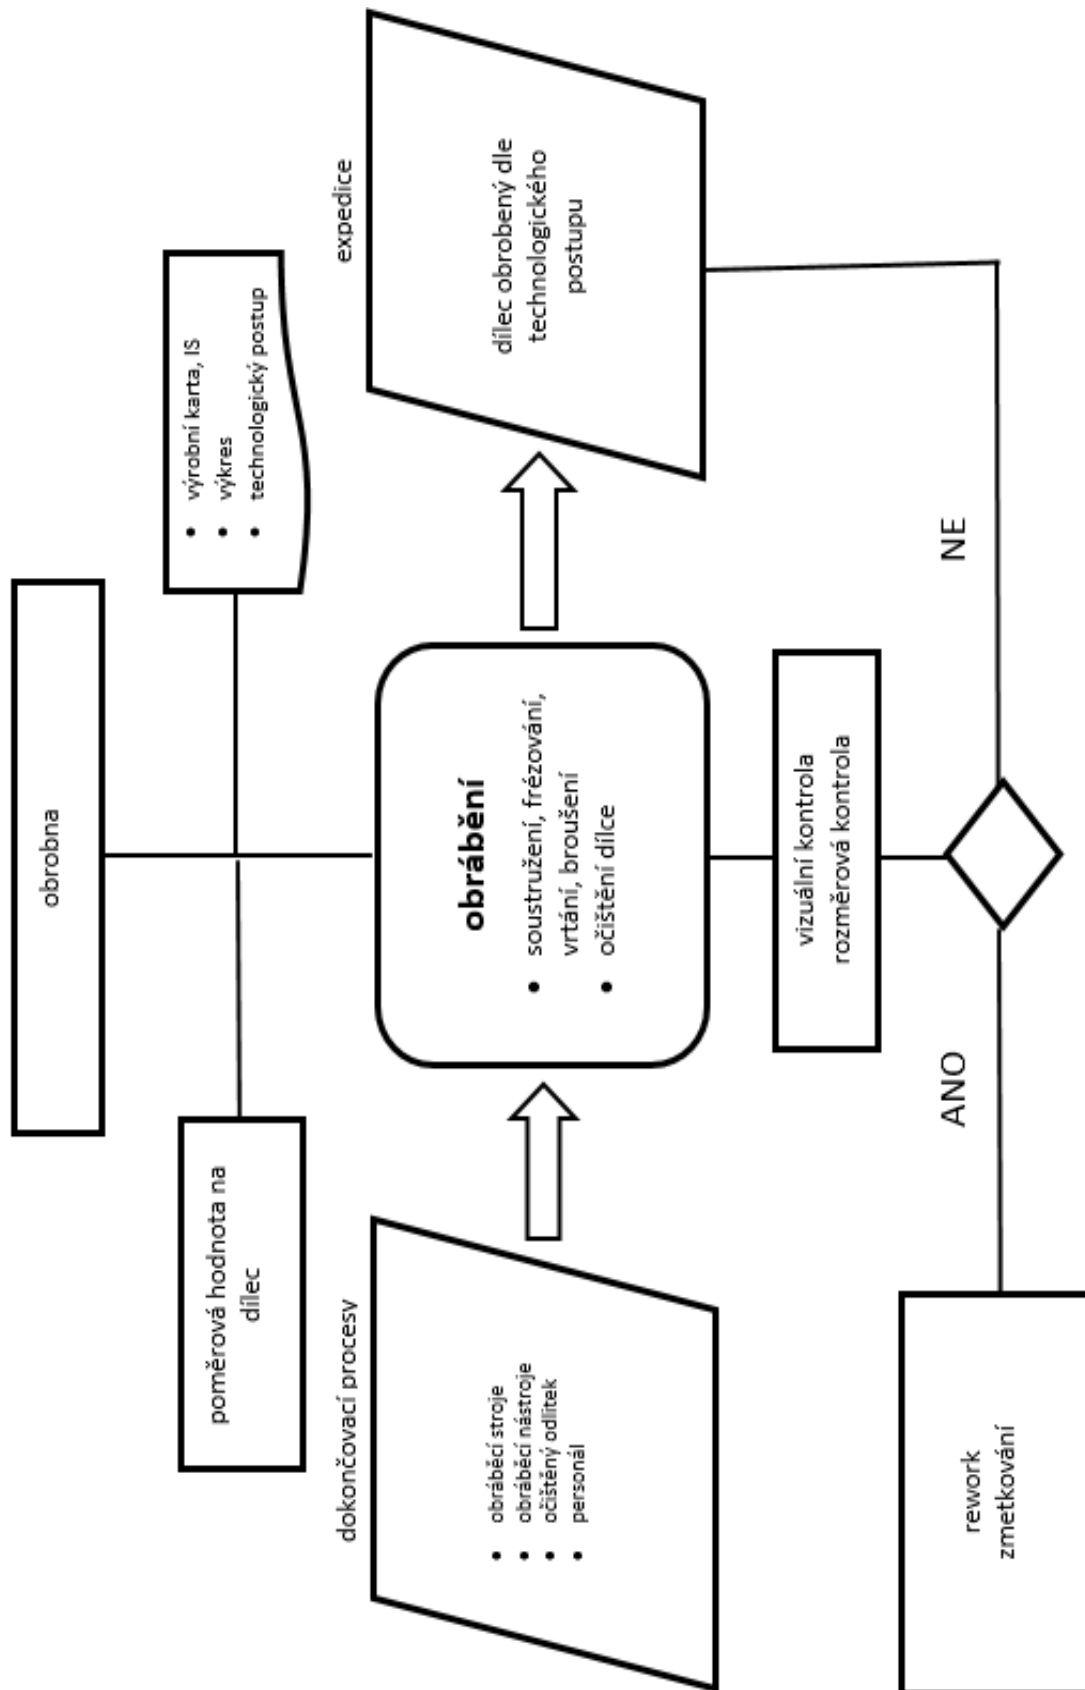 obrobna
poměrová hodnota na
dílec
výrobní karta, IS
výkres
technologický postup
dokončovací procesy
obráběcí stroje
obráběcí nástroje
očištěný odlitek
personál
obrábění
soustružení, frézování,
vrtání, broušení
očištění dílce
expedice
dílec obrobený dle
technologického
postupu
vizuální kontrola
rozměrová kontrola
ANO
NE
rework
zmetkování